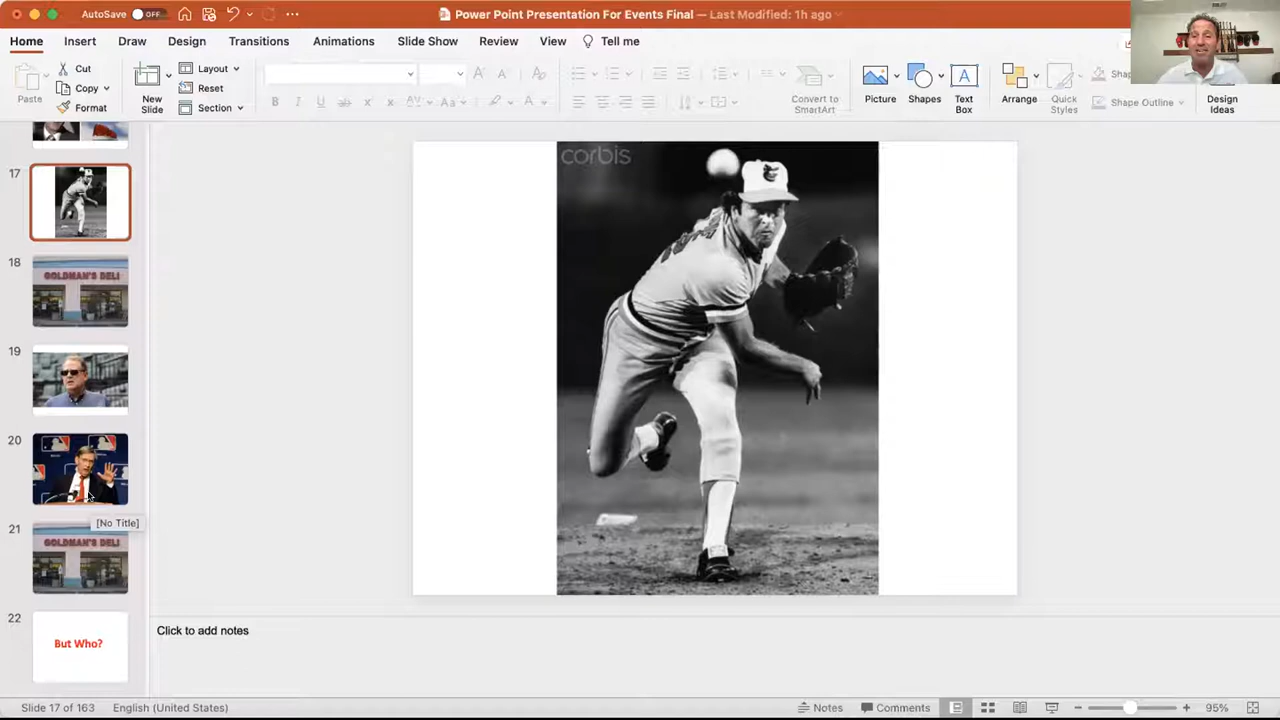 AutoSave OFF
Power Point Presentation For Events Final — Last Modified: 1h ago
Home Insert Draw Design Transitions Animations Slide Show Review View Tell me
Paste
Cut
Copy
Format
New
Slide
Layout
Reset
Section
Convert to
SmartArt
Picture
Shapes
Text
Box
Arrange
Quick
Styles
Shape Outline
Design
Ideas
17
18
GOLDMAN'S DELI
19
20
[No Title]
21
GOLDMAN'S DELI
22
But Who?
corbis
Click to add notes
Slide 17 of 163 English (United States) Notes Comments 95%